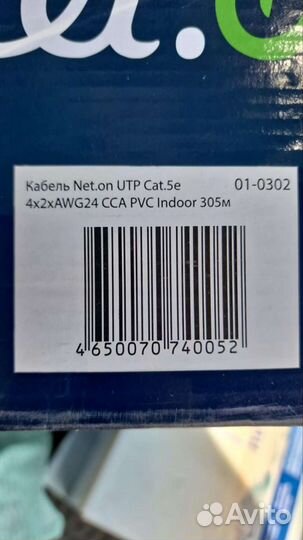 Кабель Net.on UTP Cat.5e 01-0302
4x2xAWG24 CCA PVC Indoor 305м
4 650070 740052
Avito